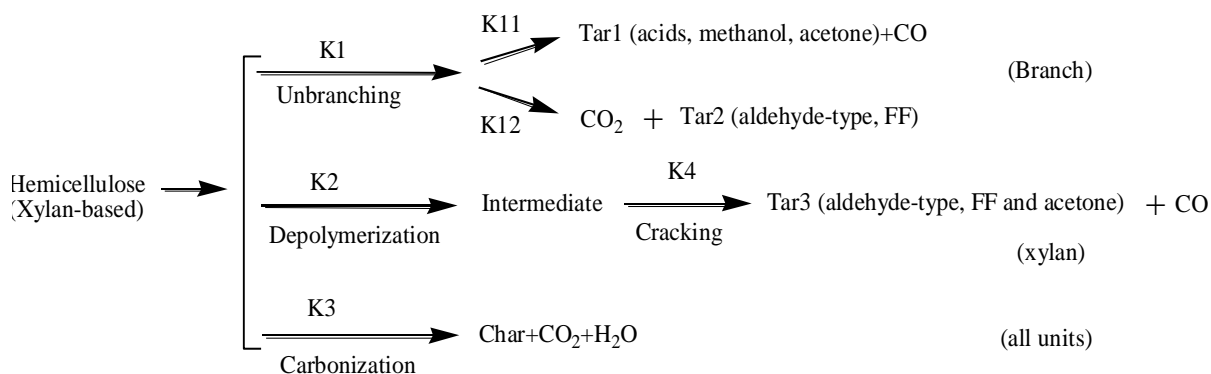 K11
Tar1 (acids, methanol, acetone)+CO
K1
(Branch)
Unbranching
K12
CO₂ + Tar2 (aldehyde-type, FF)
Hemicellulose
(Xylan-based)
K2
K4
Intermediate
Tar3 (aldehyde-type, FF and acetone) + CO
Depolymerization
Cracking
(xylan)
K3
Char+CO₂+H₂O
(all units)
Carbonization